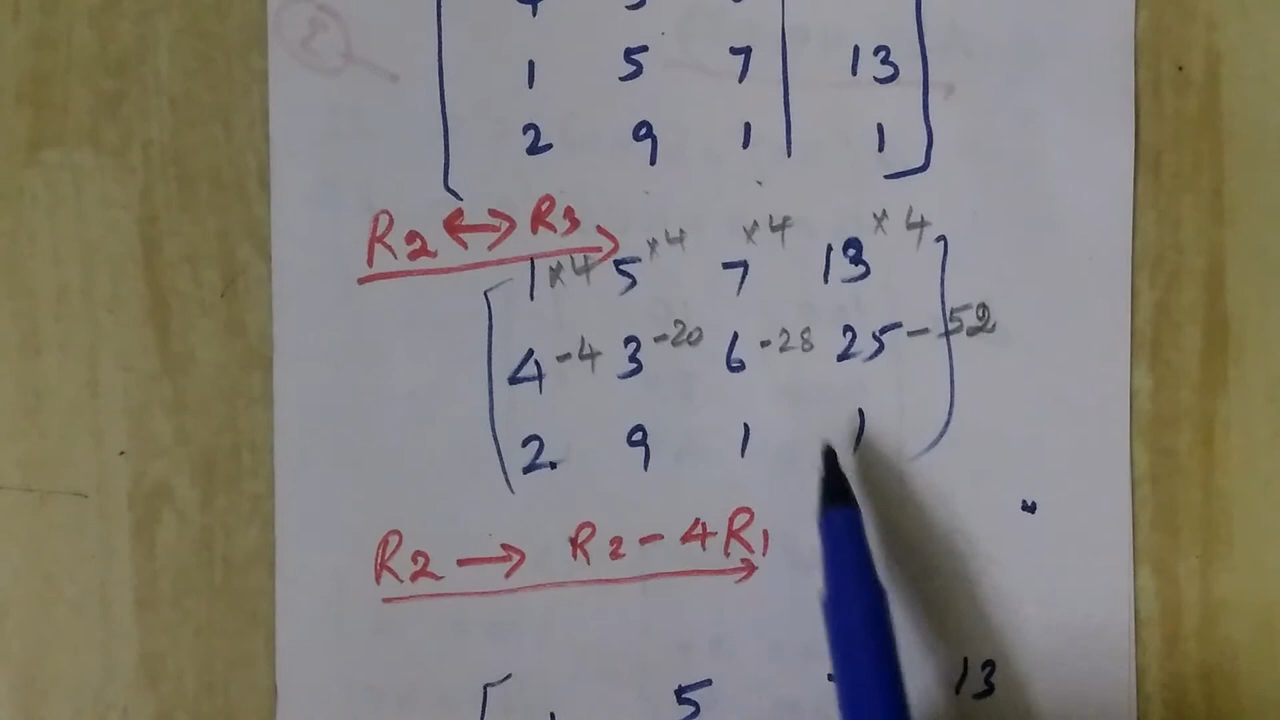 1 5 7 13
2 9 1 1
R2 ↔ R3
1 ×4 5 ×4 7 ×4 13 ×4
4 -4 3 -20 6 -28 25 - 52
2 9 1 1
R2 → R2 - 4R1
5 13